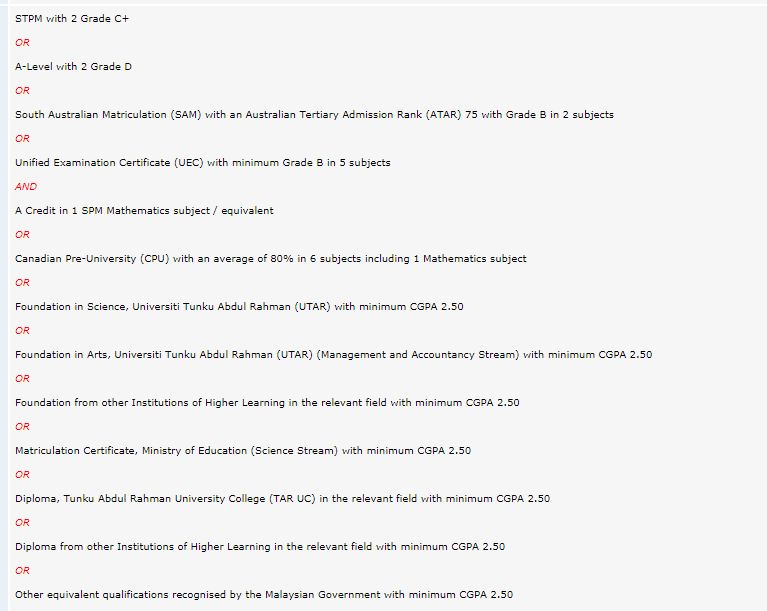 STPM with 2 Grade C+
OR
A-Level with 2 Grade D
OR
South Australian Matriculation (SAM) with an Australian Tertiary Admission Rank (ATAR) 75 with Grade B in 2 subjects
OR
Unified Examination Certificate (UEC) with minimum Grade B in 5 subjects
AND
A Credit in 1 SPM Mathematics subject / equivalent
OR
Canadian Pre-University (CPU) with an average of 80% in 6 subjects including 1 Mathematics subject
OR
Foundation in Science, Universiti Tunku Abdul Rahman (UTAR) with minimum CGPA 2.50
OR
Foundation in Arts, Universiti Tunku Abdul Rahman (UTAR) (Management and Accountancy Stream) with minimum CGPA 2.50
OR
Foundation from other Institutions of Higher Learning in the relevant field with minimum CGPA 2.50
OR
Matriculation Certificate, Ministry of Education (Science Stream) with minimum CGPA 2.50
OR
Diploma, Tunku Abdul Rahman University College (TAR UC) in the relevant field with minimum CGPA 2.50
OR
Diploma from other Institutions of Higher Learning in the relevant field with minimum CGPA 2.50
OR
Other equivalent qualifications recognised by the Malaysian Government with minimum CGPA 2.50